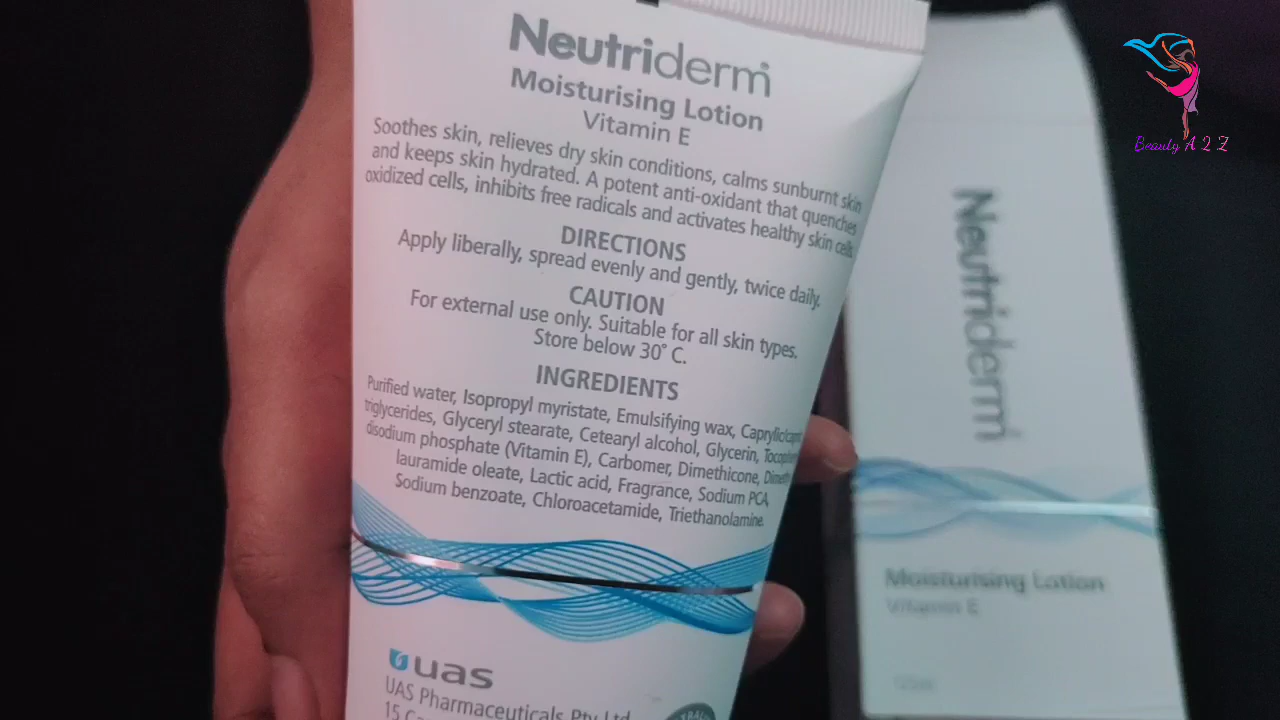 Neutriderm
Moisturising Lotion
Vitamin E
Soothes skin, relieves dry skin conditions, calms sunburnt skin
and keeps skin hydrated. A potent anti-oxidant that quenches
oxidized cells, inhibits free radicals and activates healthy skin cells
DIRECTIONS
Apply liberally, spread evenly and gently, twice daily.
CAUTION
For external use only. Suitable for all skin types.
Store below 30° C.
INGREDIENTS
Purified water, Isopropyl myristate, Emulsifying wax,
triglycerides, Glyceryl stearate, Cetearyl alcohol, Glycerin,
disodium phosphate (Vitamin E), Carbomer, Dimethicone,
lauramide oleate, Lactic acid, Fragrance, Sodium PCA,
Sodium benzoate, Chloroacetamide, Triethanolamine.
uas
UAS Pharmaceuticals Pty Ltd
15
Neutriderm
Moisturising Lotion
Vitamin E
Beauty A 2 Z